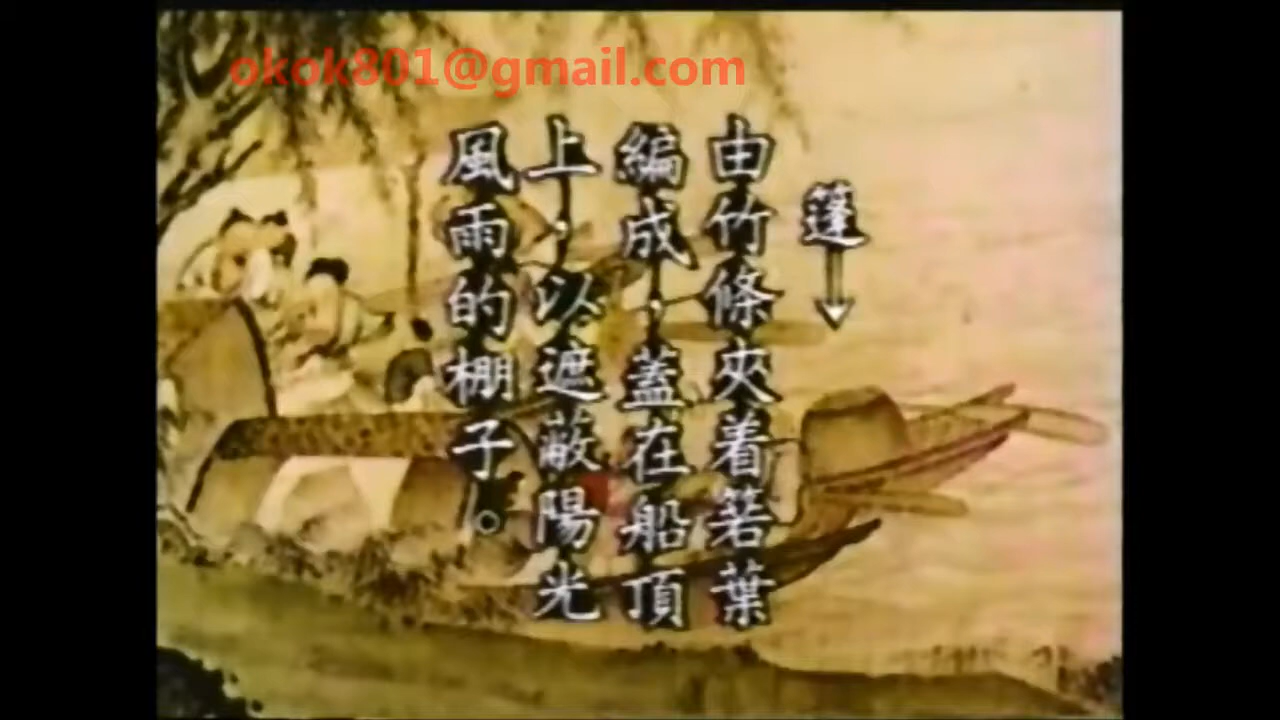 okok801@gmail.com
篷
由竹條夾着箬葉
編成，蓋在船頂
上，以遮蔽陽光
風雨的棚子。